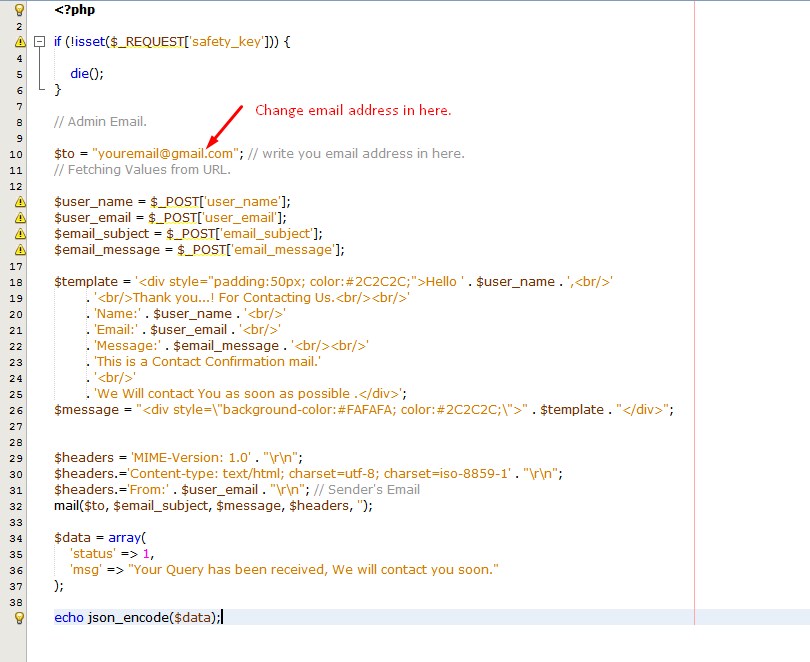 <?php
2
if (!isset($_REQUEST['safety_key'])) {
4
5 die();
6 }
7
8 // Admin Email.
Change email address in here.
9
10 $to = "youremail@gmail.com"; // write you email address in here.
11 // Fetching Values from URL.
12
$user_name = $_POST['user_name'];
$user_email = $_POST['user_email'];
$email_subject = $_POST['email_subject'];
$email_message = $_POST['email_message'];
17
18 $template = '<div style="padding:50px; color:#2C2C2C;">Hello ' . $user_name . ',<br/>'
19 . '<br/>Thank you...! For Contacting Us.<br/><br/>'
20 . 'Name:' . $user_name . '<br/>'
21 . 'Email:' . $user_email . '<br/>'
22 . 'Message:' . $email_message . '<br/><br/>'
23 . 'This is a Contact Confirmation mail.'
24 . '<br/>'
25 . 'We Will contact You as soon as possible .</div>';
26 $message = "<div style=\"background-color:#FAFAFA; color:#2C2C2C;\">" . $template . "</div>";
27
28
29 $headers = 'MIME-Version: 1.0' . "\r\n";
30 $headers.='Content-type: text/html; charset=utf-8; charset=iso-8859-1' . "\r\n";
31 $headers.='From:' . $user_email . "\r\n"; // Sender's Email
32 mail($to, $email_subject, $message, $headers, '');
33
34 $data = array(
35 'status' => 1,
36 'msg' => "Your Query has been received, We will contact you soon."
37 );
38
echo json_encode($data);